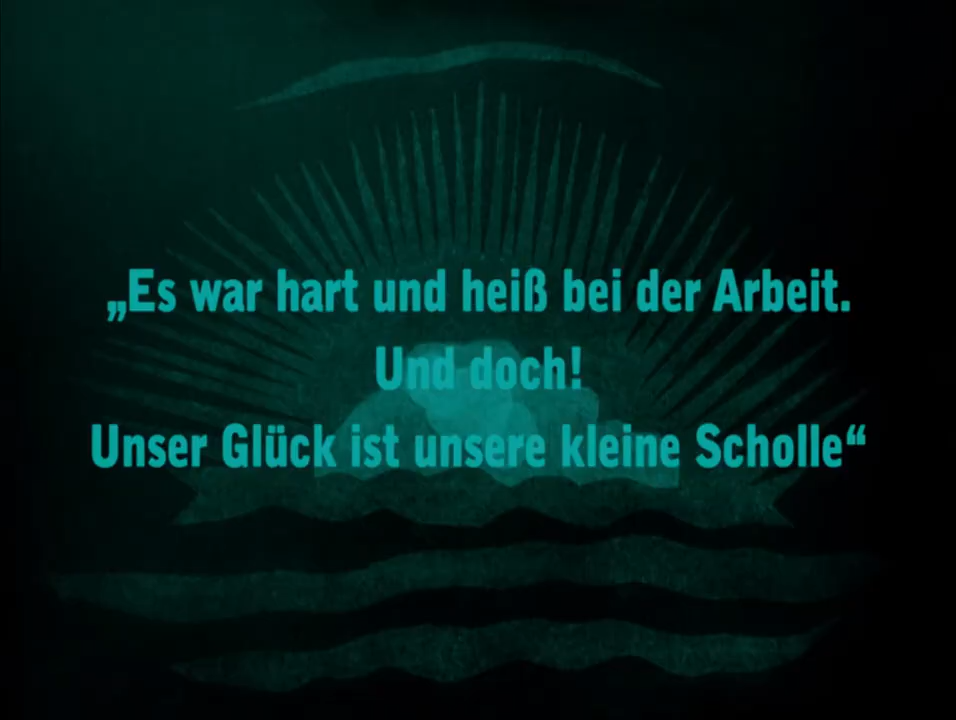 „Es war hart und heiß bei der Arbeit.
Und doch!
Unser Glück ist unsere kleine Scholle“